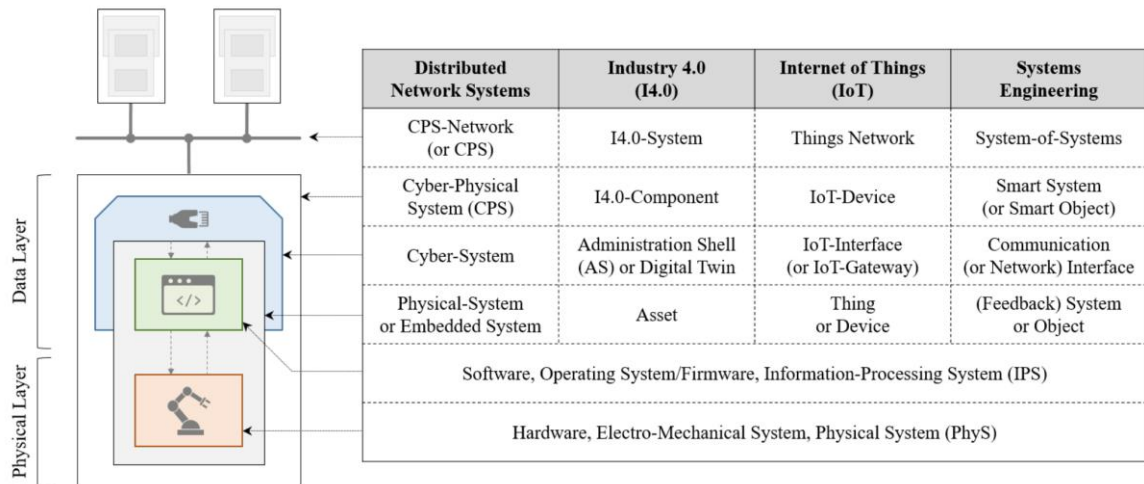 Distributed
Network Systems
Industry 4.0
(I4.0)
Internet of Things
(IoT)
Systems
Engineering
CPS-Network
(or CPS)
I4.0-System
Things Network
System-of-Systems
Cyber-Physical
System (CPS)
I4.0-Component
IoT-Device
Smart System
(or Smart Object)
Cyber-System
Administration Shell
(AS) or Digital Twin
IoT-Interface
(or IoT-Gateway)
Communication
(or Network) Interface
Physical-System
or Embedded System
Asset
Thing
or Device
(Feedback) System
or Object
Software, Operating System/Firmware, Information-Processing System (IPS)
Hardware, Electro-Mechanical System, Physical System (PhyS)
Data Layer
</>
Physical Layer